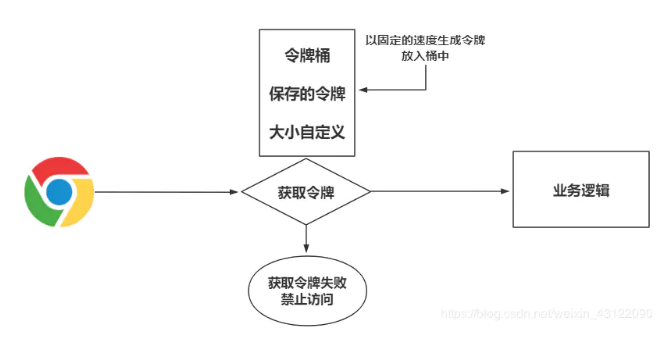 令牌桶
保存的令牌
大小自定义
以固定的速度生成令牌
放入桶中
获取令牌
业务逻辑
获取令牌失败
禁止访问
https://blog.csdn.net/weixin_43122090